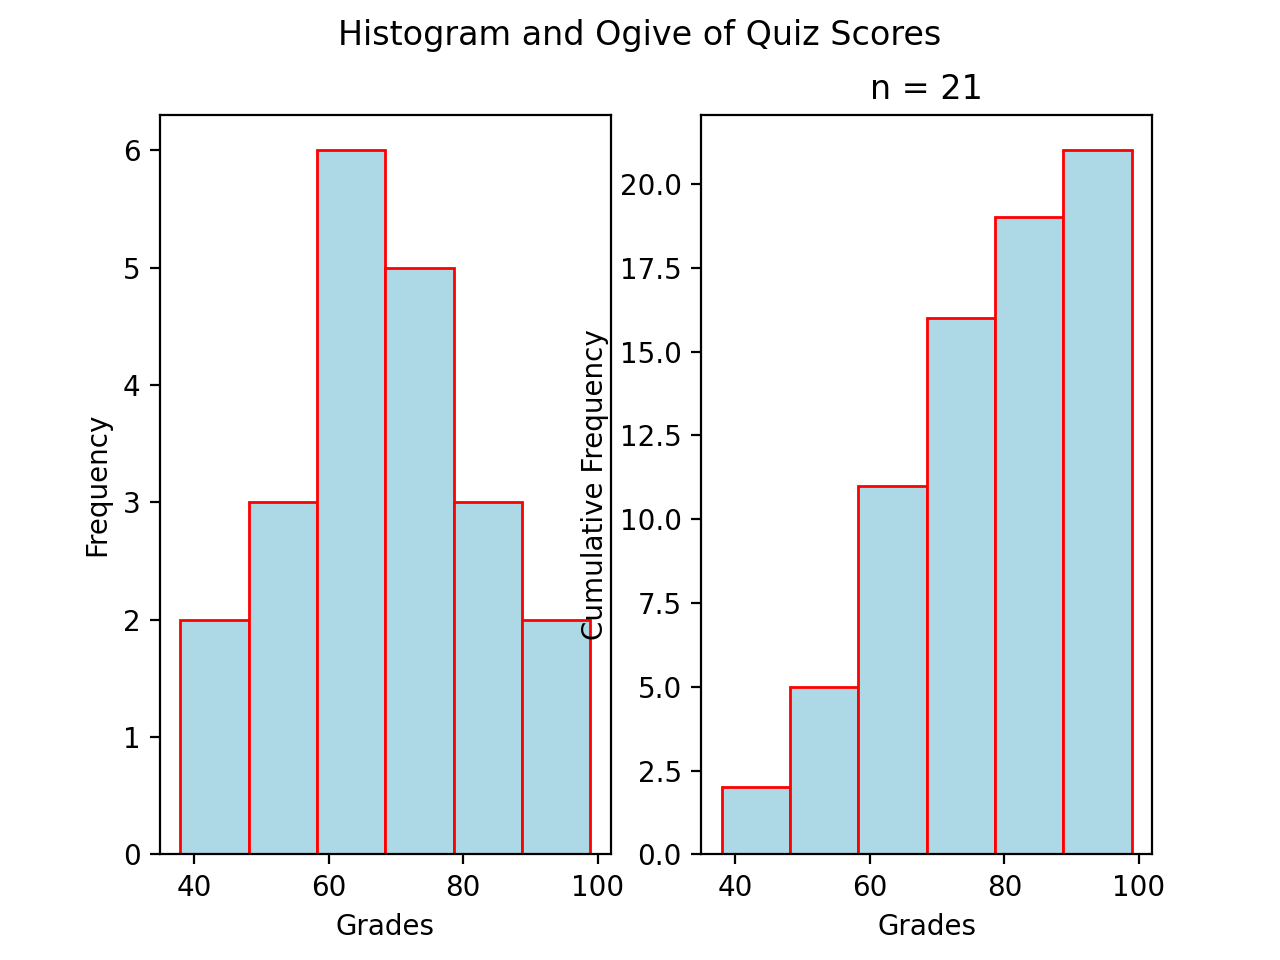 Histogram and Ogive of Quiz Scores
6
5
4
3
2
1
0
Frequency
40 60 80 100
Grades
n = 21
20.0
17.5
15.0
12.5
10.0
7.5
5.0
2.5
0.0
Cumulative Frequency
40 60 80 100
Grades